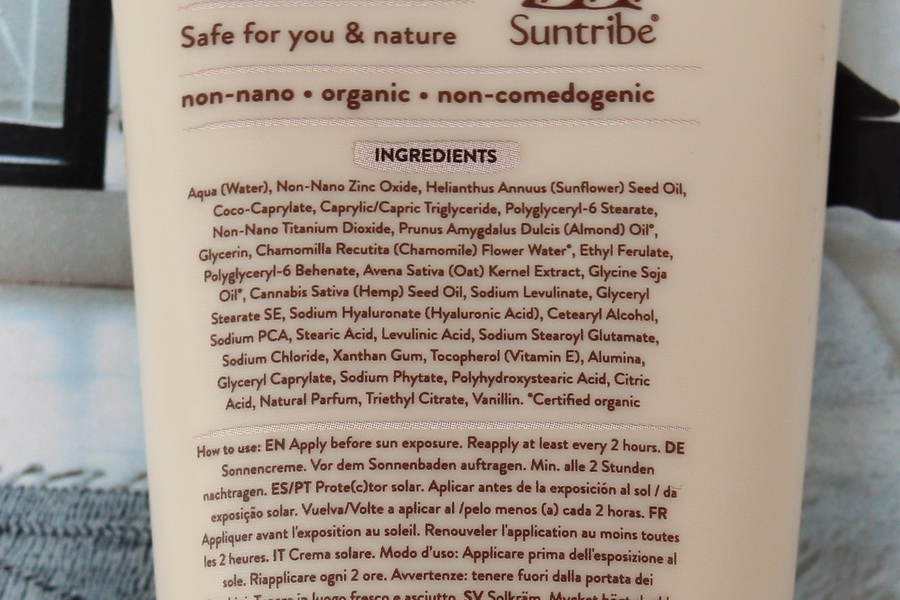 Safe for you & nature
Suntribe®
non-nano • organic • non-comedogenic
INGREDIENTS
Aqua (Water), Non-Nano Zinc Oxide, Helianthus Annuus (Sunflower) Seed Oil,
Coco-Caprylate, Caprylic/Capric Triglyceride, Polyglyceryl-6 Stearate,
Non-Nano Titanium Dioxide, Prunus Amygdalus Dulcis (Almond) Oil*,
Glycerin, Chamomilla Recutita (Chamomile) Flower Water*, Ethyl Ferulate,
Polyglyceryl-6 Behenate, Avena Sativa (Oat) Kernel Extract, Glycine Soja
Oil*, Cannabis Sativa (Hemp) Seed Oil, Sodium Levulinate, Glyceryl
Stearate SE, Sodium Hyaluronate (Hyaluronic Acid), Cetearyl Alcohol,
Sodium PCA, Stearic Acid, Levulinic Acid, Sodium Stearoyl Glutamate,
Sodium Chloride, Xanthan Gum, Tocopherol (Vitamin E), Alumina,
Glyceryl Caprylate, Sodium Phytate, Polyhydroxystearic Acid, Citric
Acid, Natural Parfum, Triethyl Citrate, Vanillin. *Certified organic
How to use: EN Apply before sun exposure. Reapply at least every 2 hours. DE
Sonnencreme. Vor dem Sonnenbaden auftragen. Min. alle 2 Stunden
nachtragen. ES/PT Prote(c)tor solar. Aplicar antes de la exposición al sol / da
exposição solar. Vuelva/Volte a aplicar al /pelo menos (a) cada 2 horas. FR
Appliquer avant l'exposition au soleil. Renouveler l'application au moins toutes
les 2 heures. IT Crema solare. Modo d'uso: Applicare prima dell'esposizione al
sole. Riapplicare ogni 2 ore. Avvertenze: tenere fuori dalla portata dei
in luogo fresco e asciutto. SV Solkräm.